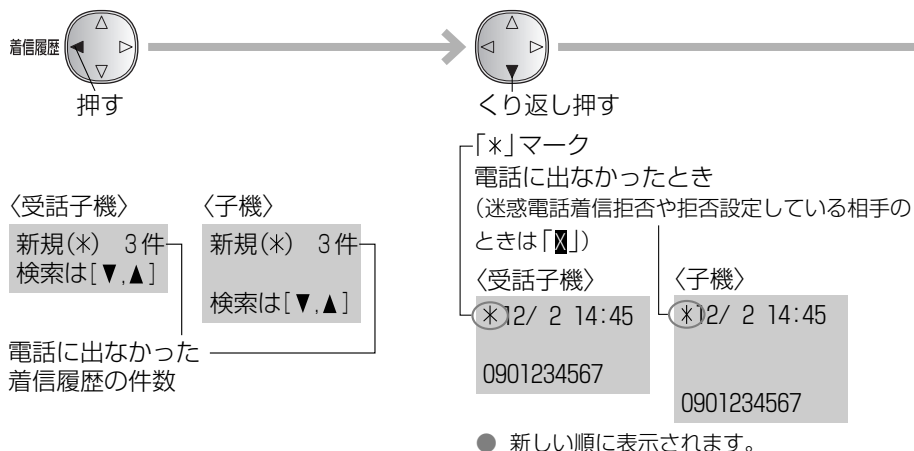 着信履歴
押す
〈受話子機〉
新規(*) 3件
検索は[▼,▲]
〈子機〉
新規(*) 3件
検索は[▼,▲]
電話に出なかった
着信履歴の件数
くり返し押す
「*」マーク
電話に出なかったとき
(迷惑電話着信拒否や拒否設定している相手の
ときは「X」)
〈受話子機〉
*12/ 2 14:45
0901234567
〈子機〉
*12/ 2 14:45
0901234567
● 新しい順に表示されます。